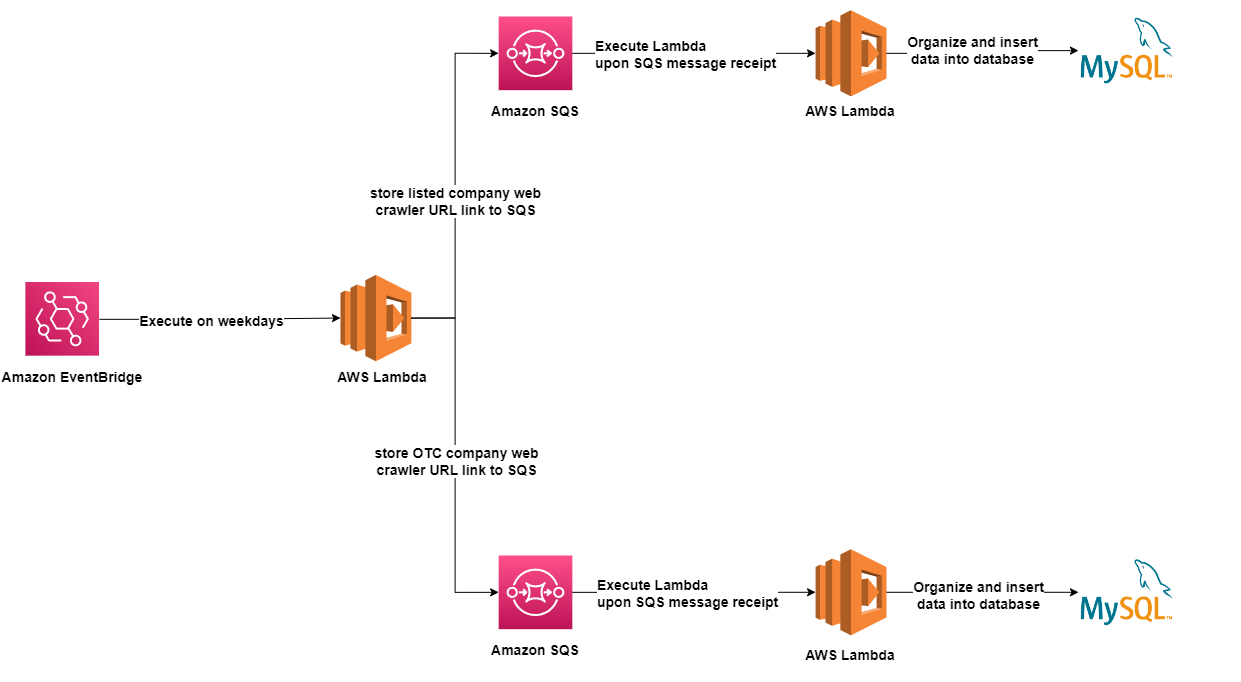 Execute Lambda
upon SQS message receipt
Organize and insert
data into database
MySQL™
Amazon SQS
AWS Lambda
store listed company web
crawler URL link to SQS
Execute on weekdays
Amazon EventBridge
AWS Lambda
store OTC company web
crawler URL link to SQS
Execute Lambda
upon SQS message receipt
Organize and insert
data into database
MySQL™
Amazon SQS
AWS Lambda